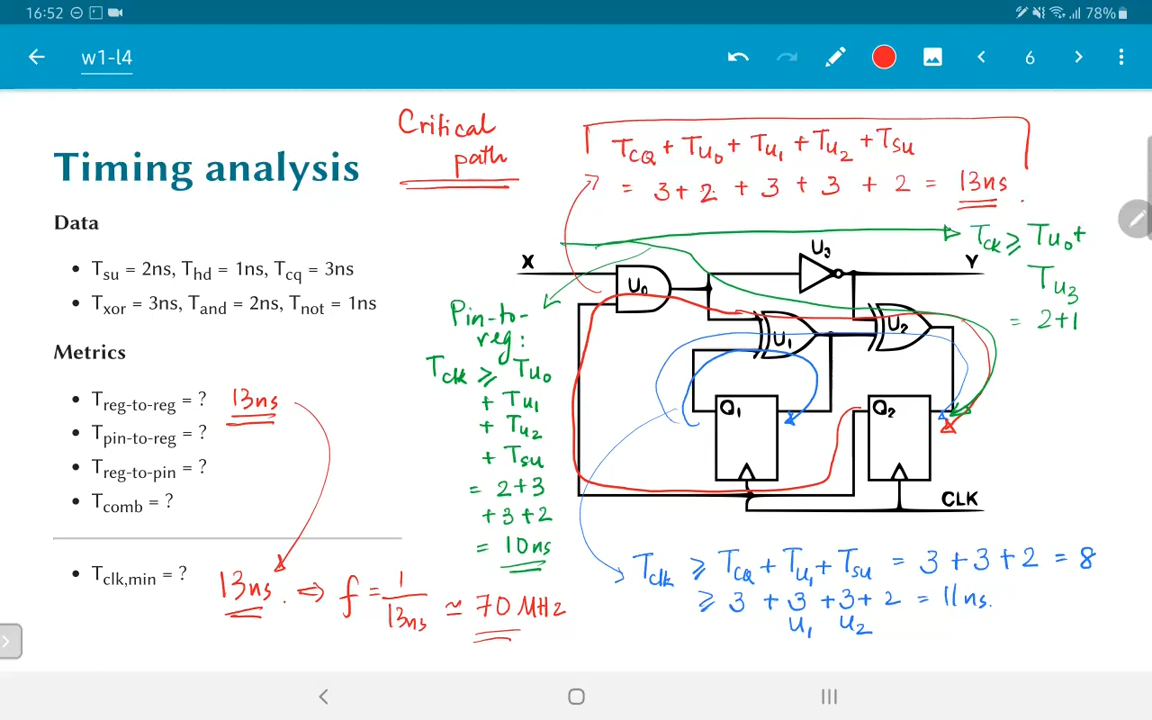 16:52
78%
w1-l4
6
Timing analysis
Critical
path
T_CQ + T_U0 + T_U1 + T_U2 + T_SU
= 3 + 2 + 3 + 3 + 2 = 13ns
Data
• T_su = 2ns, T_hd = 1ns, T_cq = 3ns
• T_xor = 3ns, T_and = 2ns, T_not = 1ns
Metrics
• T_reg-to-reg = ? 13ns
• T_pin-to-reg = ?
• T_reg-to-pin = ?
• T_comb = ?
• T_clk,min = ? 13ns. ⇒ f = 1/13ns ≃ 70 MHz
Pin-to-
reg:
T_clk ⩾ T_U0
+ T_U1
+ T_U2
+ T_SU
= 2+3
+3+2
= 10ns
T_ck ⩾ T_U0 +
T_U3
= 2+1
X
U3
Y
U0
U1
U2
Q1
Q2
CLK
T_clk ⩾ T_CQ + T_U1 + T_SU = 3 + 3 + 2 = 8
⩾ 3 + 3 + 3 + 2 = 11ns.
U1 U2